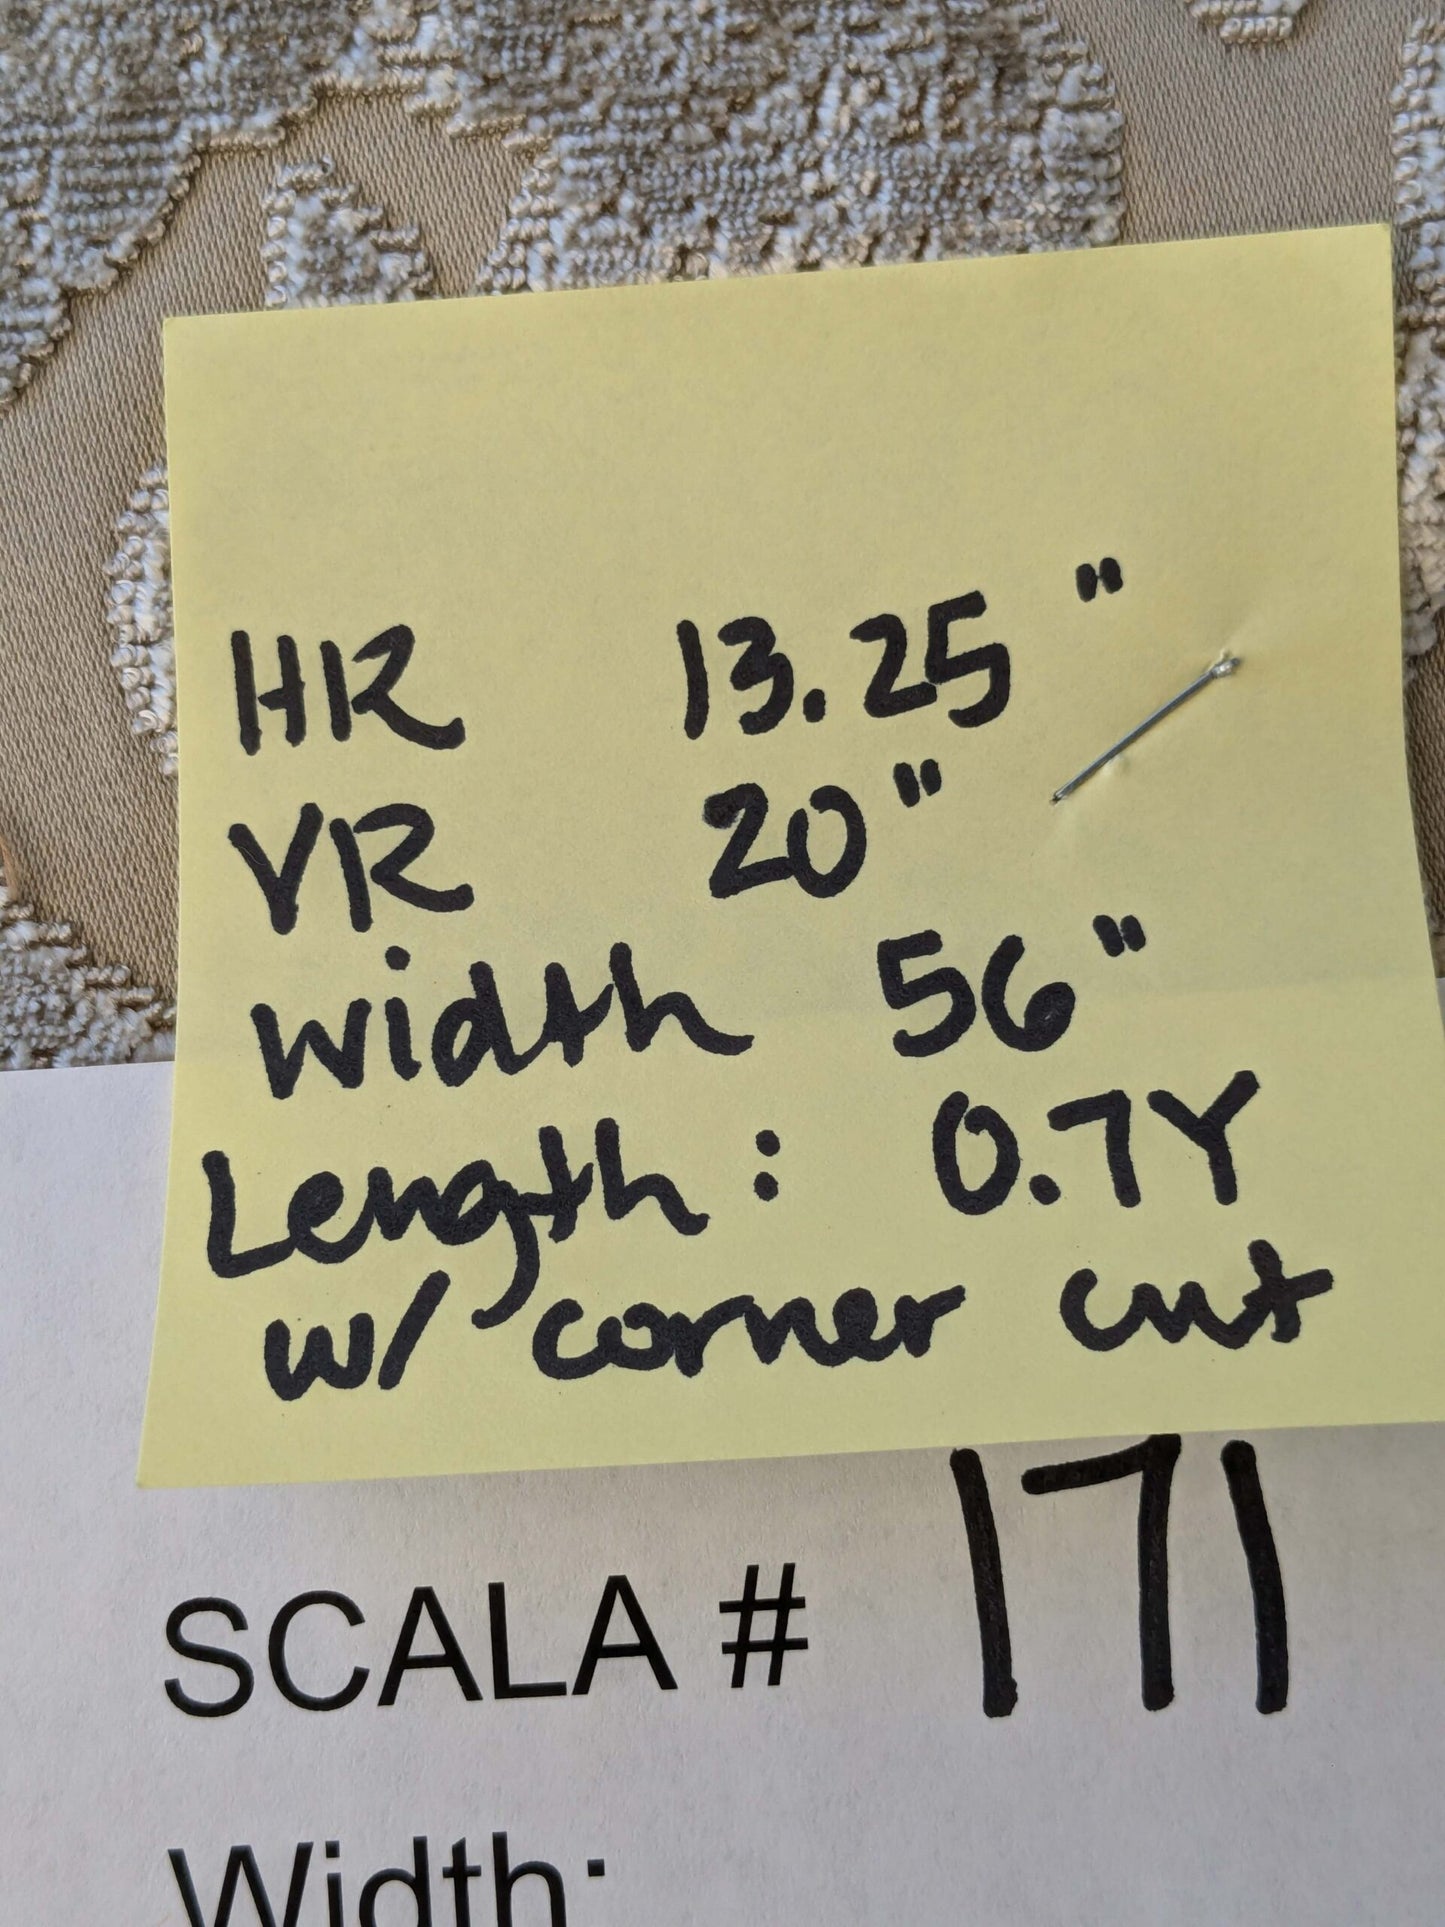 HR 13.25"
VR 20"
Width 56"
Length: 0.7Y
w/ corner cut
SCALA # 171
Width: